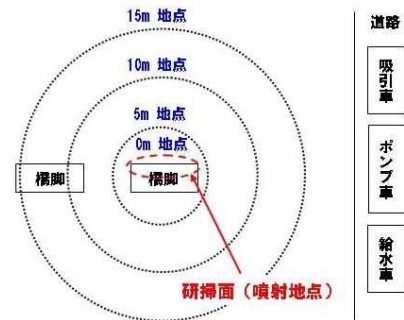 15m 地点
10m 地点
5m 地点
0m 地点
橋脚
橋脚
研掃面（噴射地点）
道路
吸引車
ポンプ車
給水車